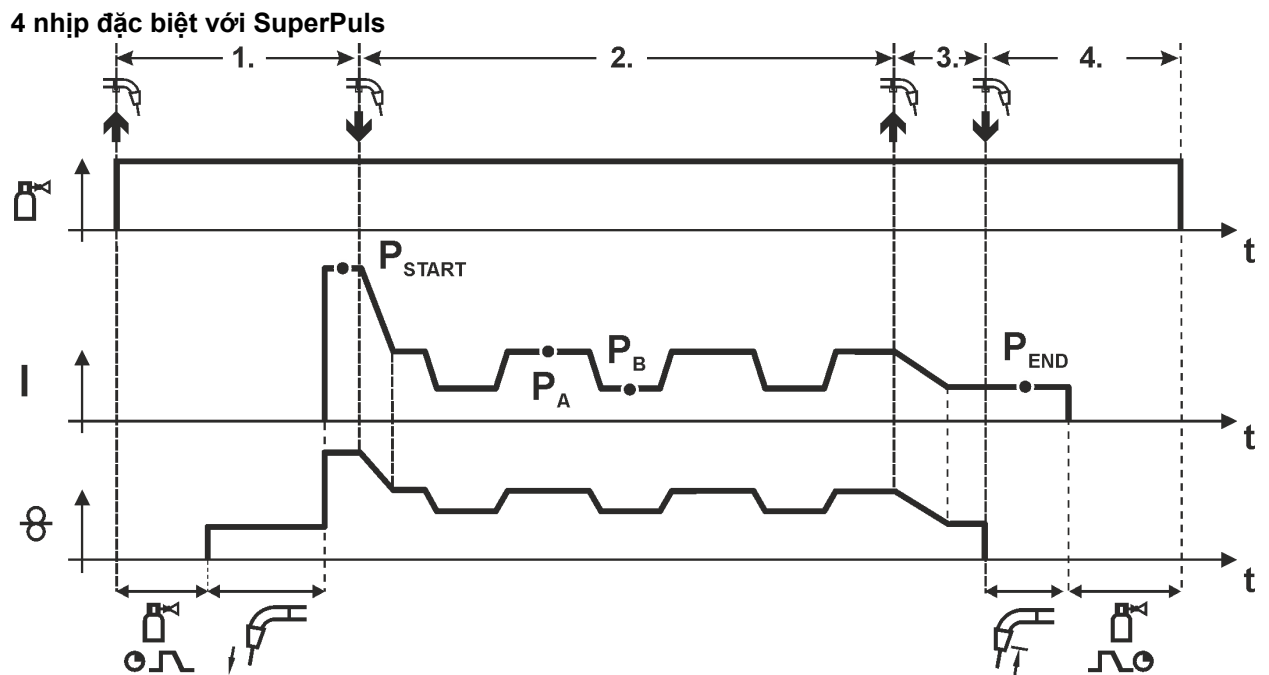 4 nhịp đặc biệt với SuperPuls
1. 2. 3. 4.
t
P START
P B
P A
P END
I
t
t